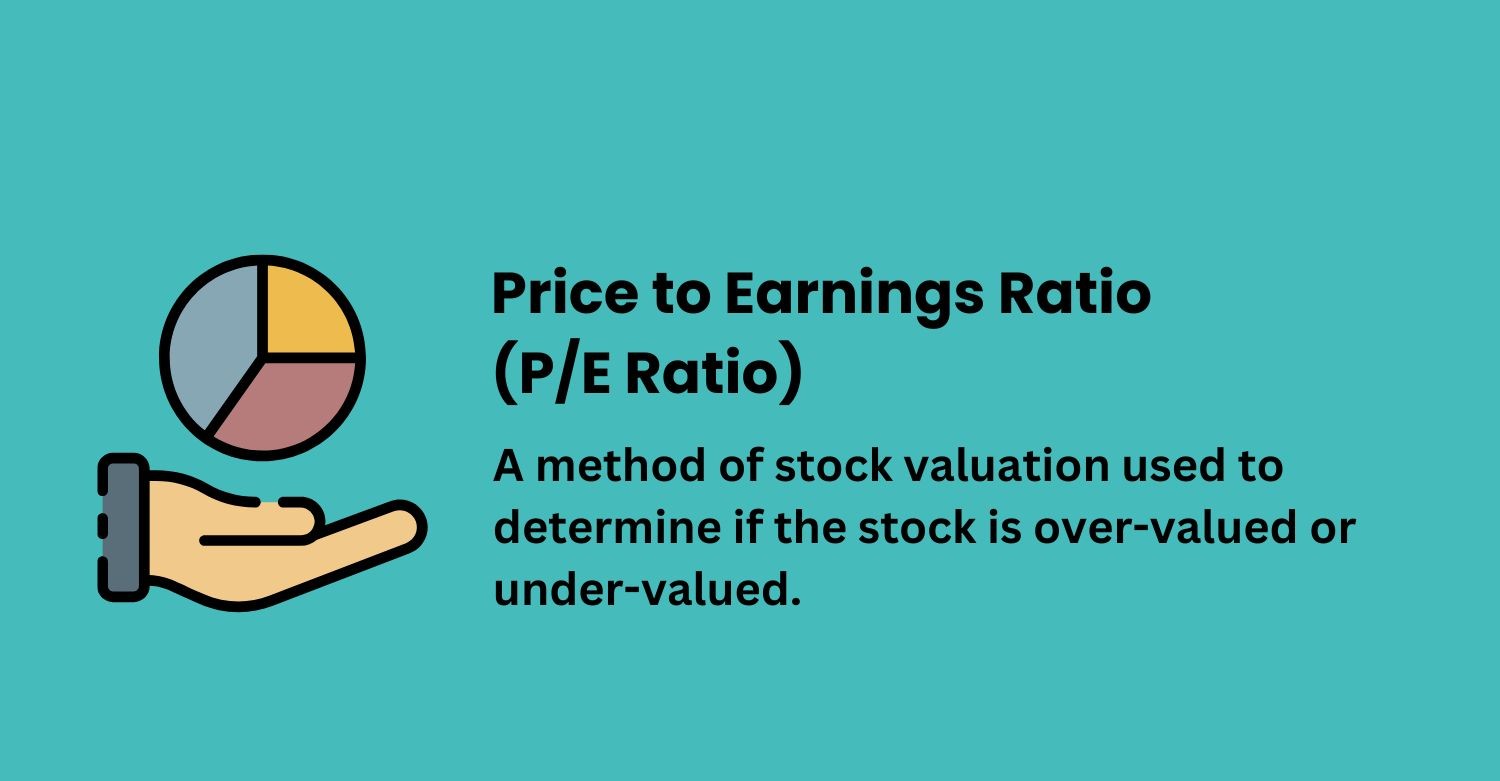 Price to Earnings Ratio
(P/E Ratio)
A method of stock valuation used to
determine if the stock is over-valued or
under-valued.